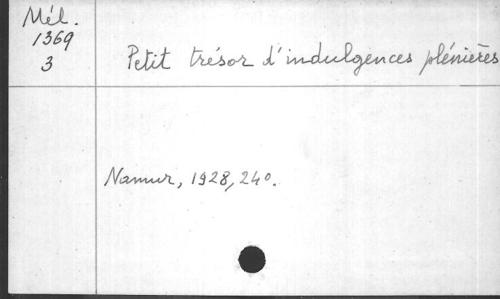 Mél.
1369
3
Petit trésor d'indulgences plénières
Namur, 1928, 24°.